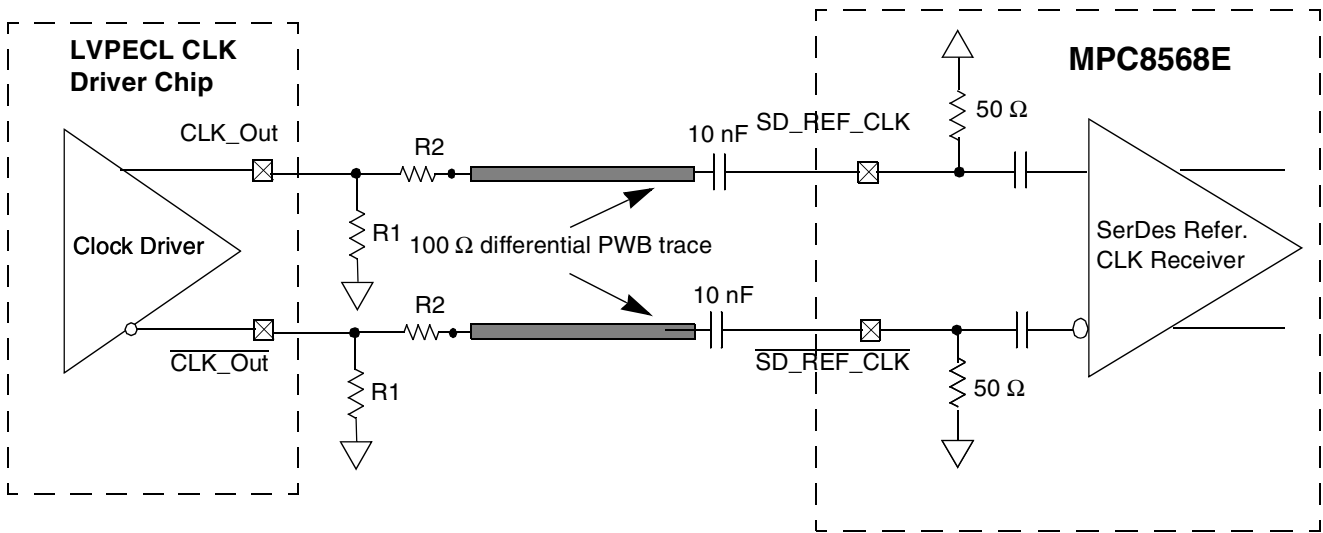 LVPECL CLK
Driver Chip
MPC8568E
CLK_Out
R2
10 nF
SD_REF_CLK
50 Ω
Clock Driver
R1
100 Ω differential PWB trace
SerDes Refer.
CLK Receiver
R2
10 nF
CLK_Out
SD_REF_CLK
R1
50 Ω